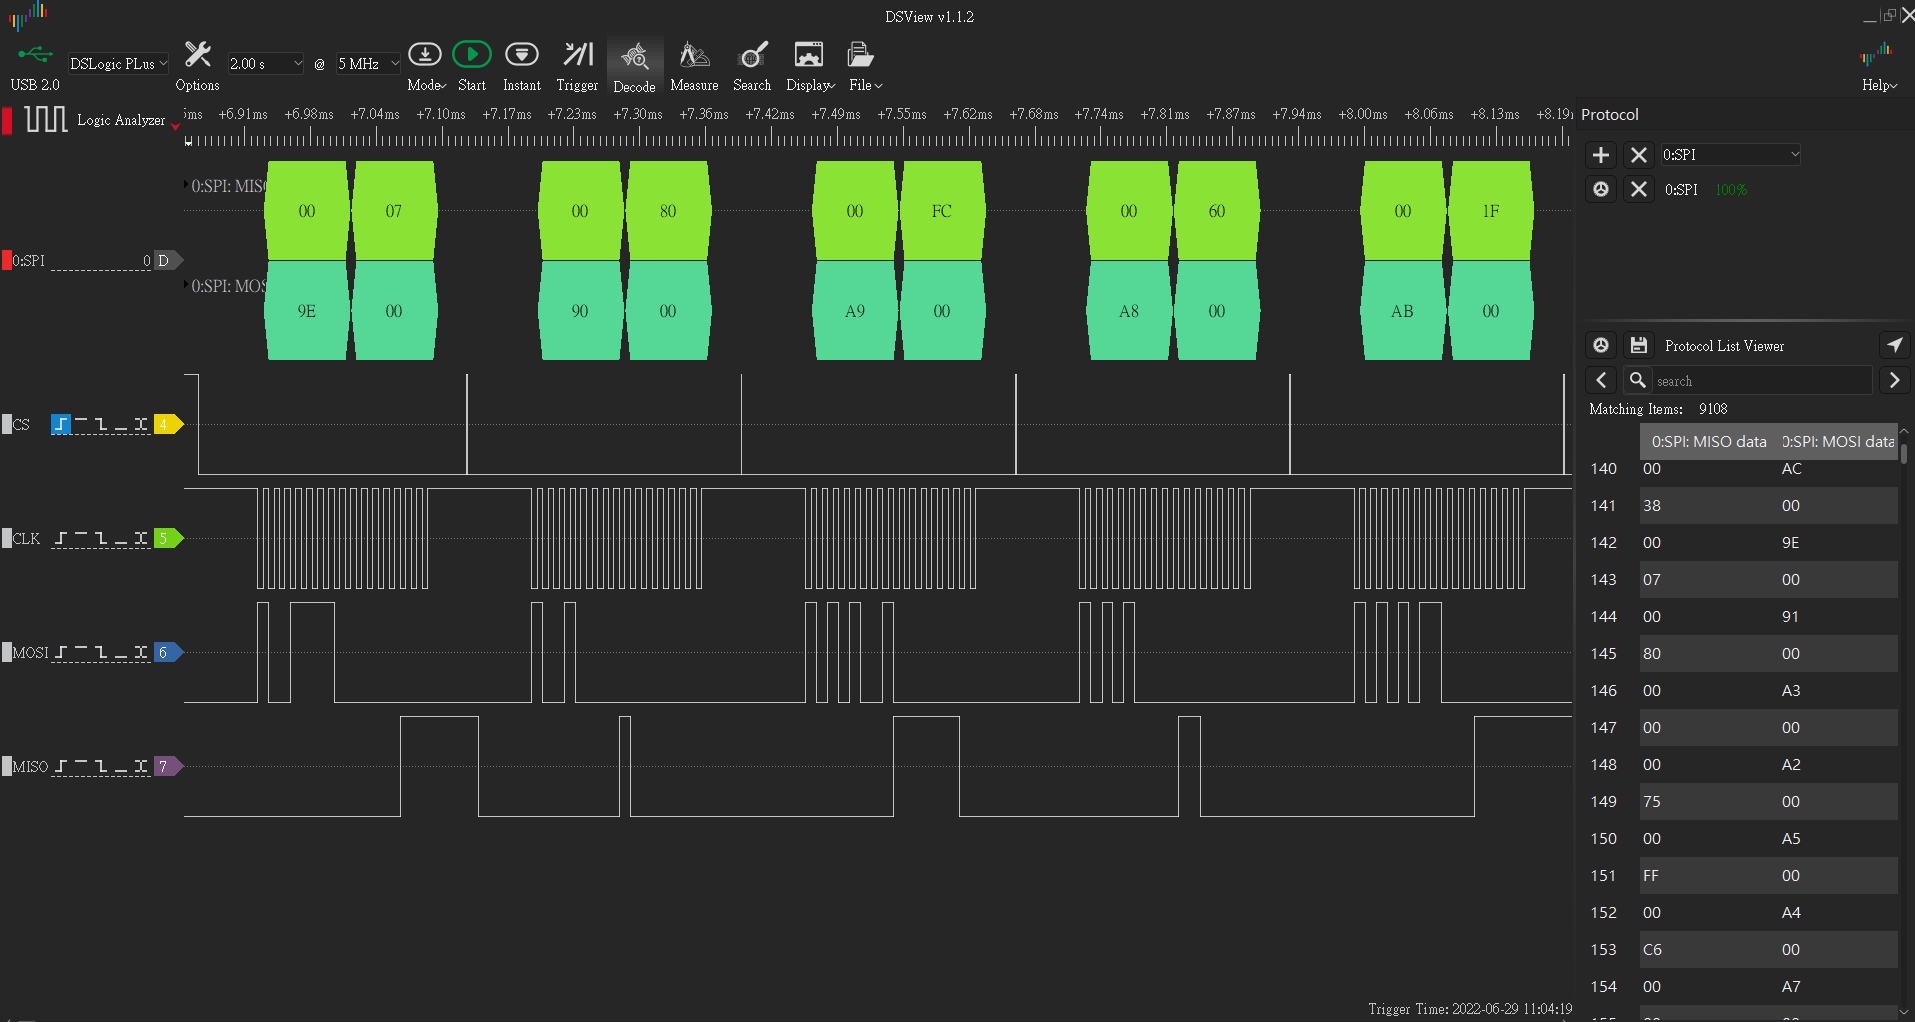 DSView v1.1.2
USB 2.0
DSLogic PLus
Options
2.00 s
@
5 MHz
Mode
Start
Instant
Trigger
Decode
Measure
Search
Display
File
Help
Logic Analyzer
+6.91ms +6.98ms +7.04ms +7.10ms +7.17ms +7.23ms +7.30ms +7.36ms +7.42ms +7.49ms +7.55ms +7.62ms +7.68ms +7.74ms +7.81ms +7.87ms +7.94ms +8.00ms +8.06ms +8.13ms +8.19
0:SPI: MISO
00 07 00 80 00 FC 00 60 00 1F
0:SPI 0 D
0:SPI: MOS
9E 00 90 00 A9 00 A8 00 AB 00
CS 4
CLK 5
MOSI 6
MISO 7
Trigger Time: 2022-06-29 11:04:19
Protocol
0:SPI
0:SPI 100%
Protocol List Viewer
search
Matching Items: 9108
0:SPI: MISO data 0:SPI: MOSI data
140 00 AC
141 38 00
142 00 9E
143 07 00
144 00 91
145 80 00
146 00 A3
147 00 00
148 00 A2
149 75 00
150 00 A5
151 FF 00
152 00 A4
153 C6 00
154 00 A7